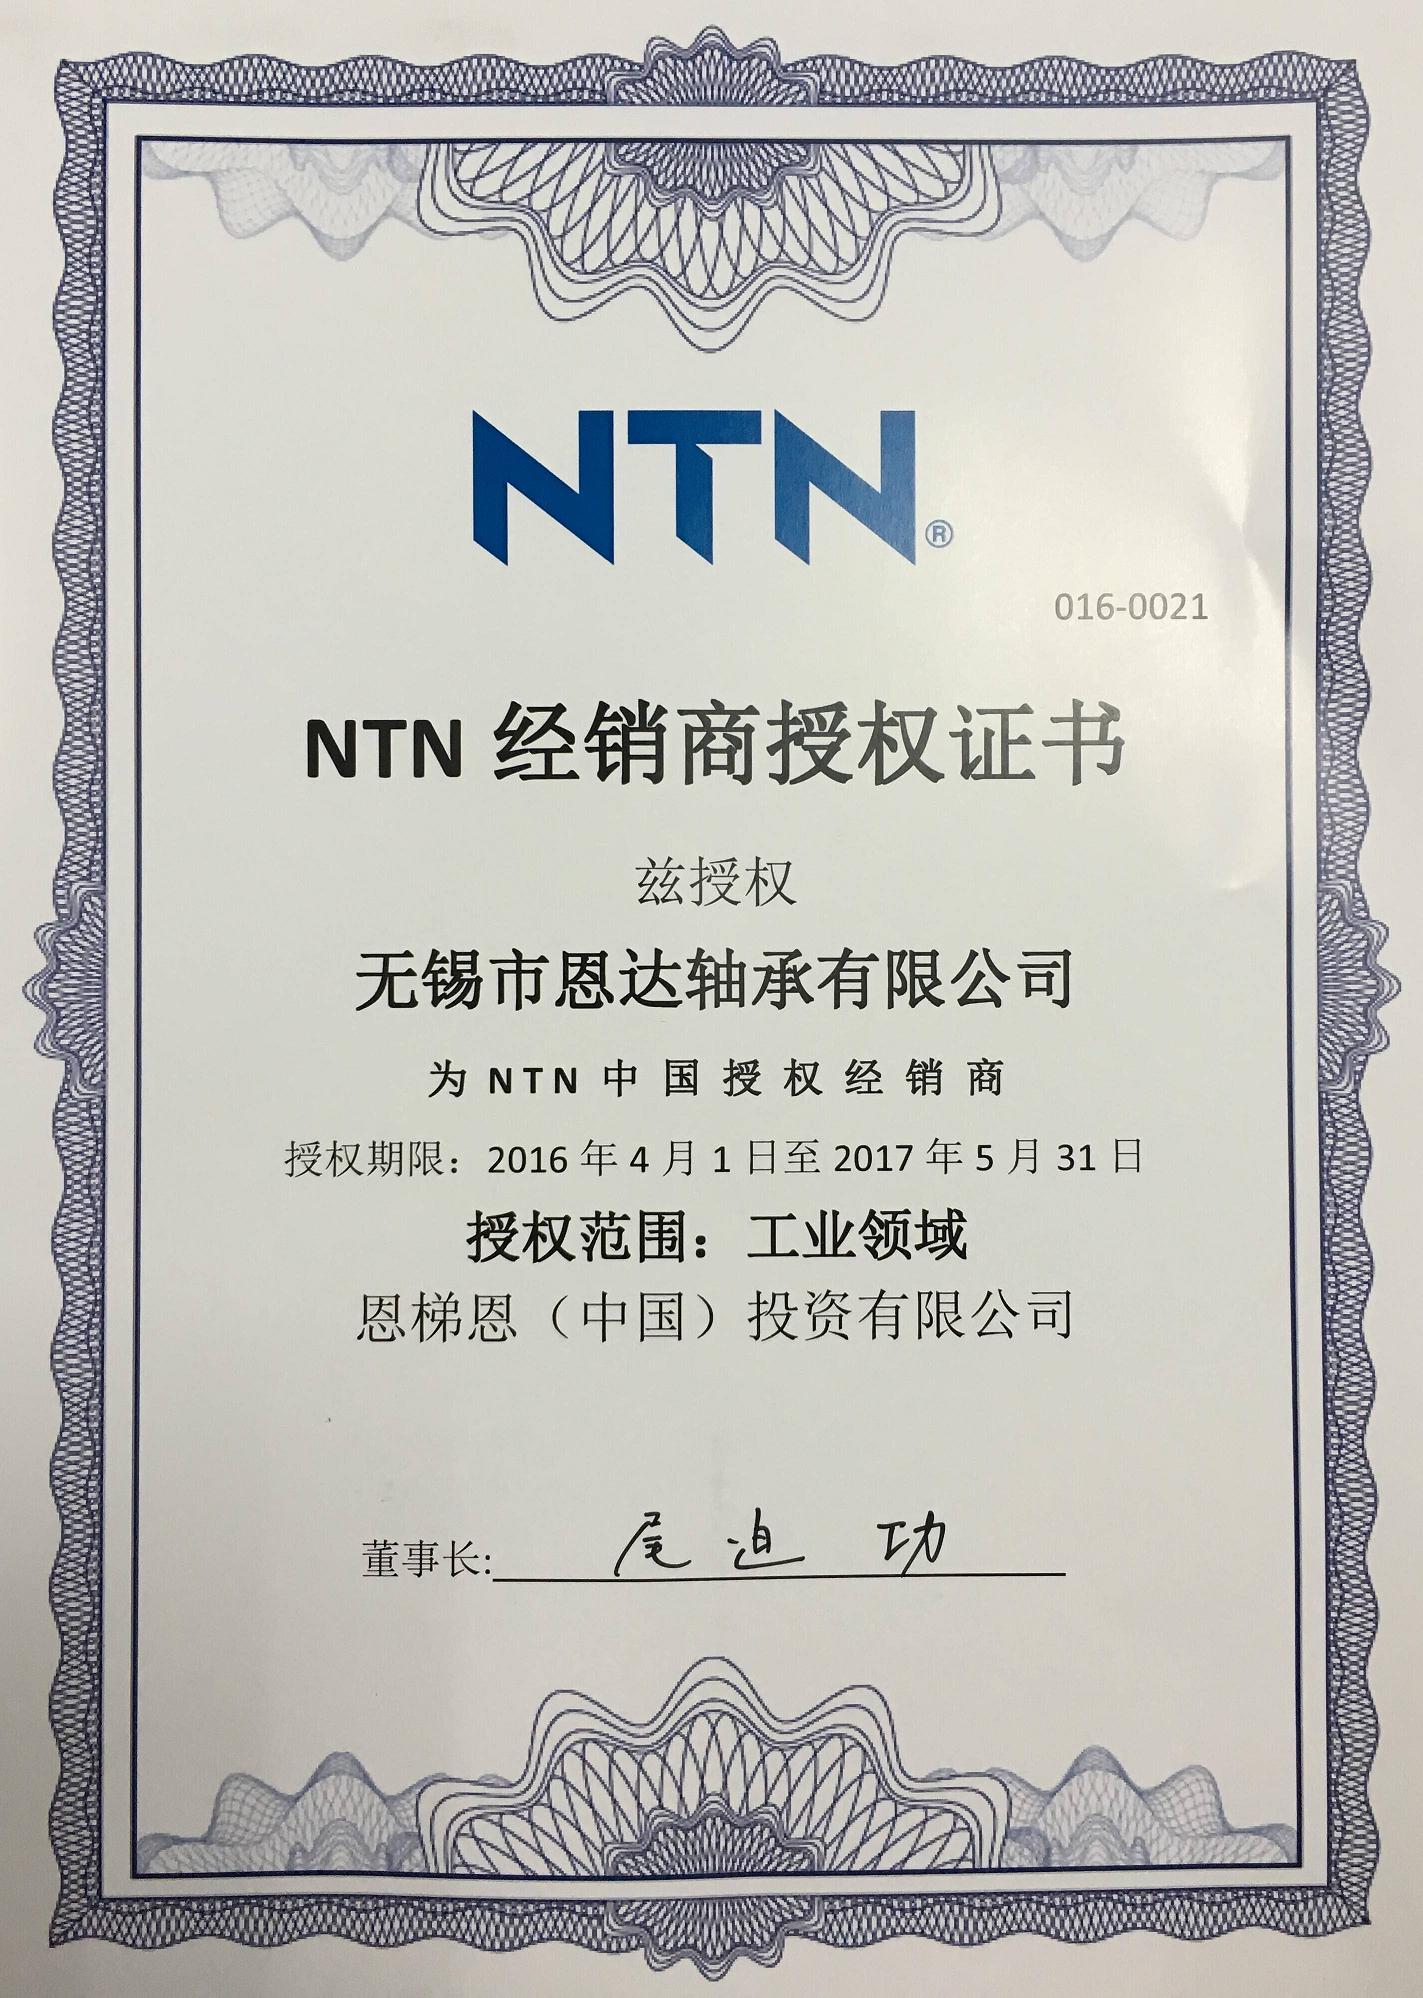 NTN®
016-0021
NTN 经销商授权证书
兹授权
无锡市恩达轴承有限公司
为 NTN 中国授权经销商
授权期限：2016 年 4 月 1 日至 2017 年 5 月 31 日
授权范围：工业领域
恩梯恩（中国）投资有限公司
董事长: 尾迫 功